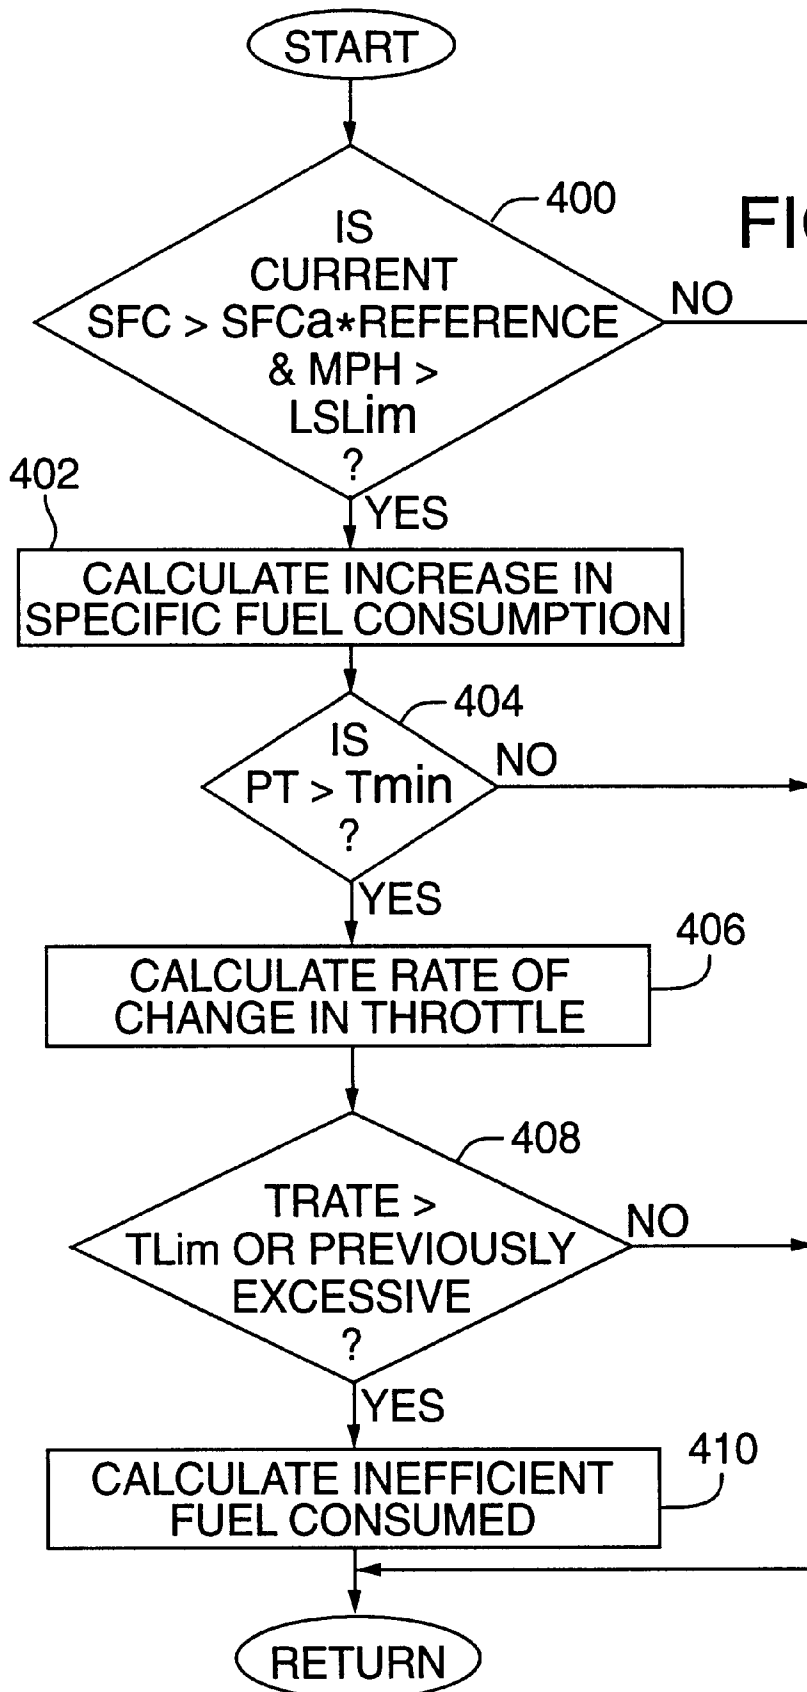 START
400
FIG
IS
CURRENT
SFC > SFCa*REFERENCE
& MPH >
LSLim
?
NO
402
YES
CALCULATE INCREASE IN
SPECIFIC FUEL CONSUMPTION
404
IS
PT > Tmin
?
NO
YES
406
CALCULATE RATE OF
CHANGE IN THROTTLE
408
TRATE >
TLim OR PREVIOUSLY
EXCESSIVE
?
NO
YES
410
CALCULATE INEFFICIENT
FUEL CONSUMED
RETURN